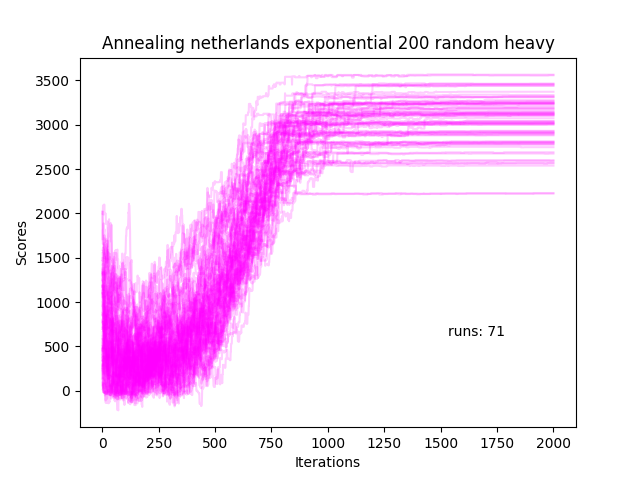 Annealing netherlands exponential 200 random heavy
3500
3000
2500
2000
1500
1000
500
0
Scores
runs: 71
0 250 500 750 1000 1250 1500 1750 2000
Iterations